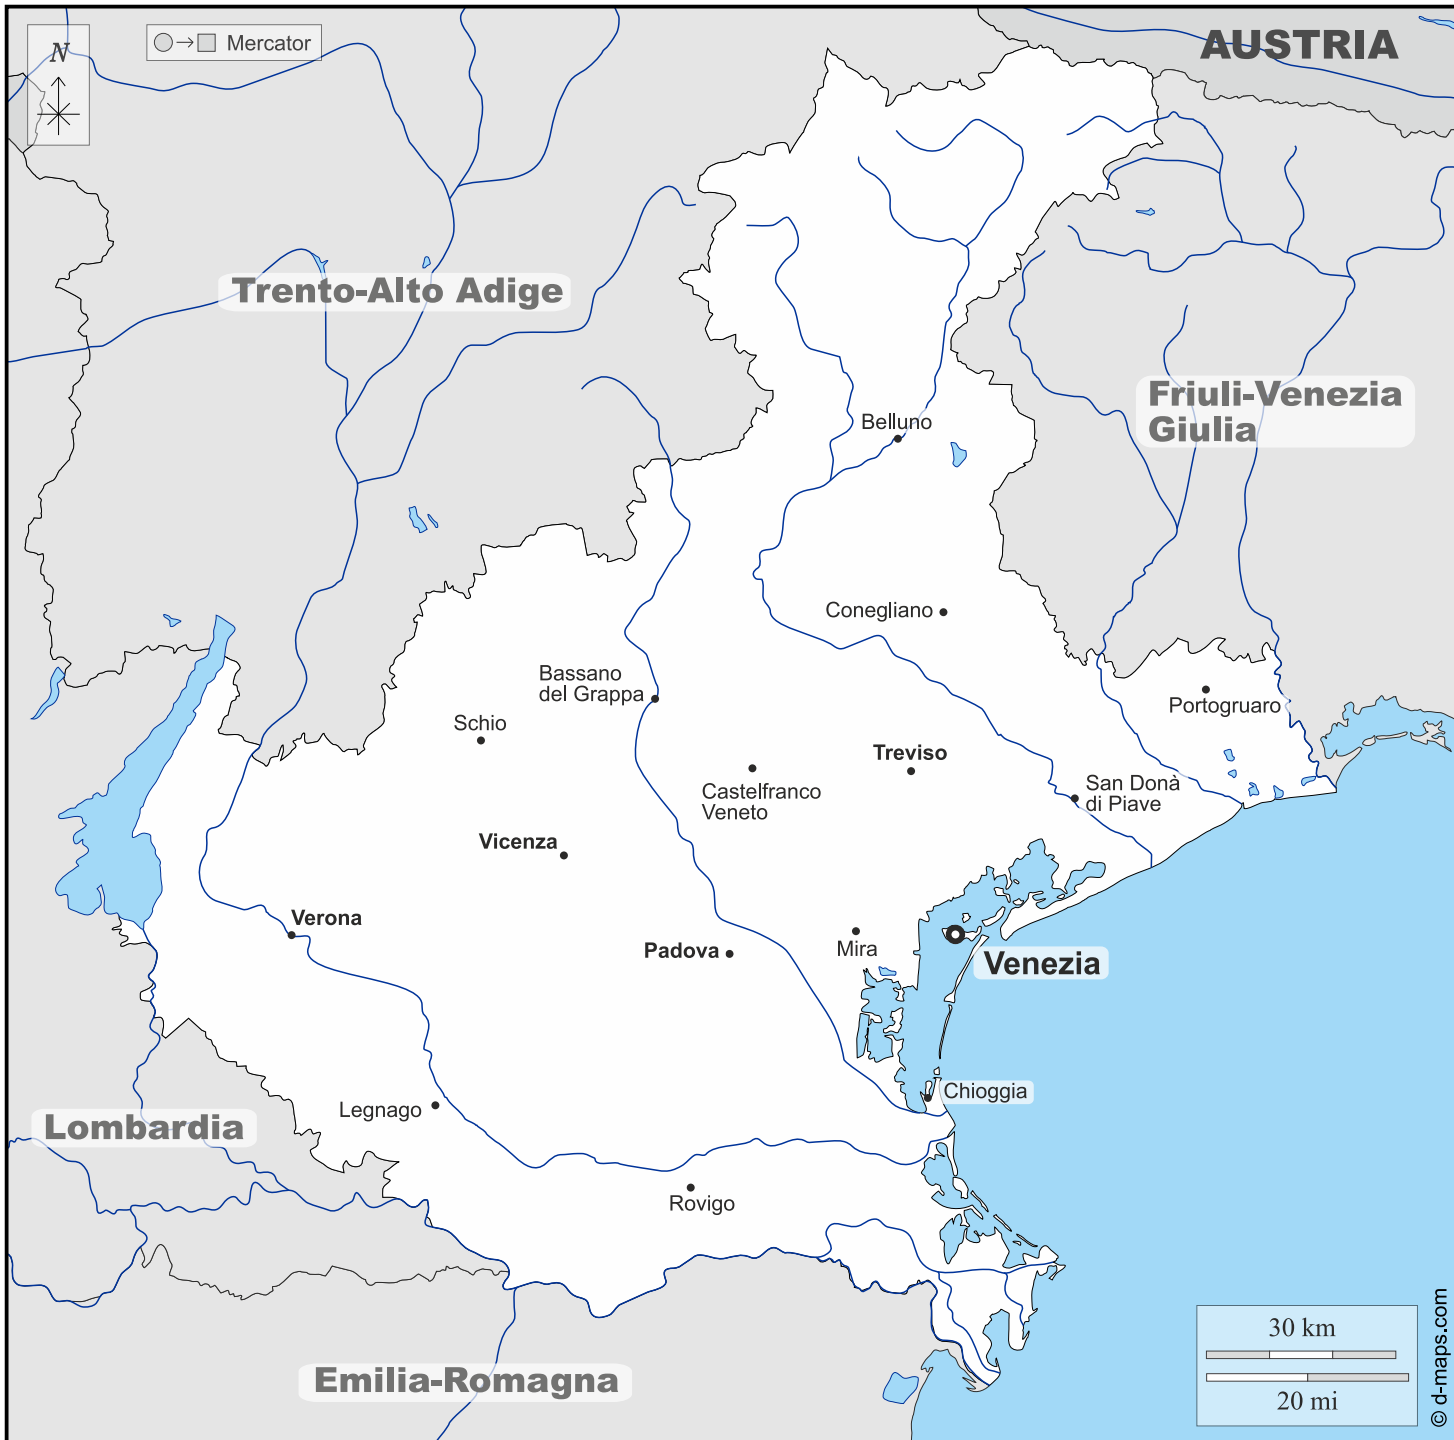 N
Mercator
AUSTRIA
Trento-Alto Adige
Friuli-Venezia
Giulia
Belluno
Conegliano
Bassano
del Grappa
Portogruaro
Schio
Treviso
Castelfranco
Veneto
San Donà
di Piave
Vicenza
Verona
Padova
Mira
Venezia
Chioggia
Legnago
Lombardia
Rovigo
Emilia-Romagna
30 km
20 mi
© d-maps.com